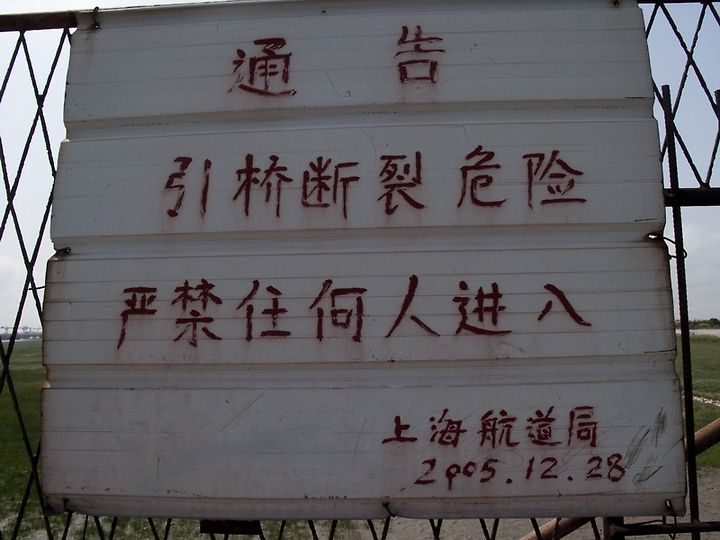 通告
引桥断裂危险
严禁任何人进入
上海航道局
2005.12.28